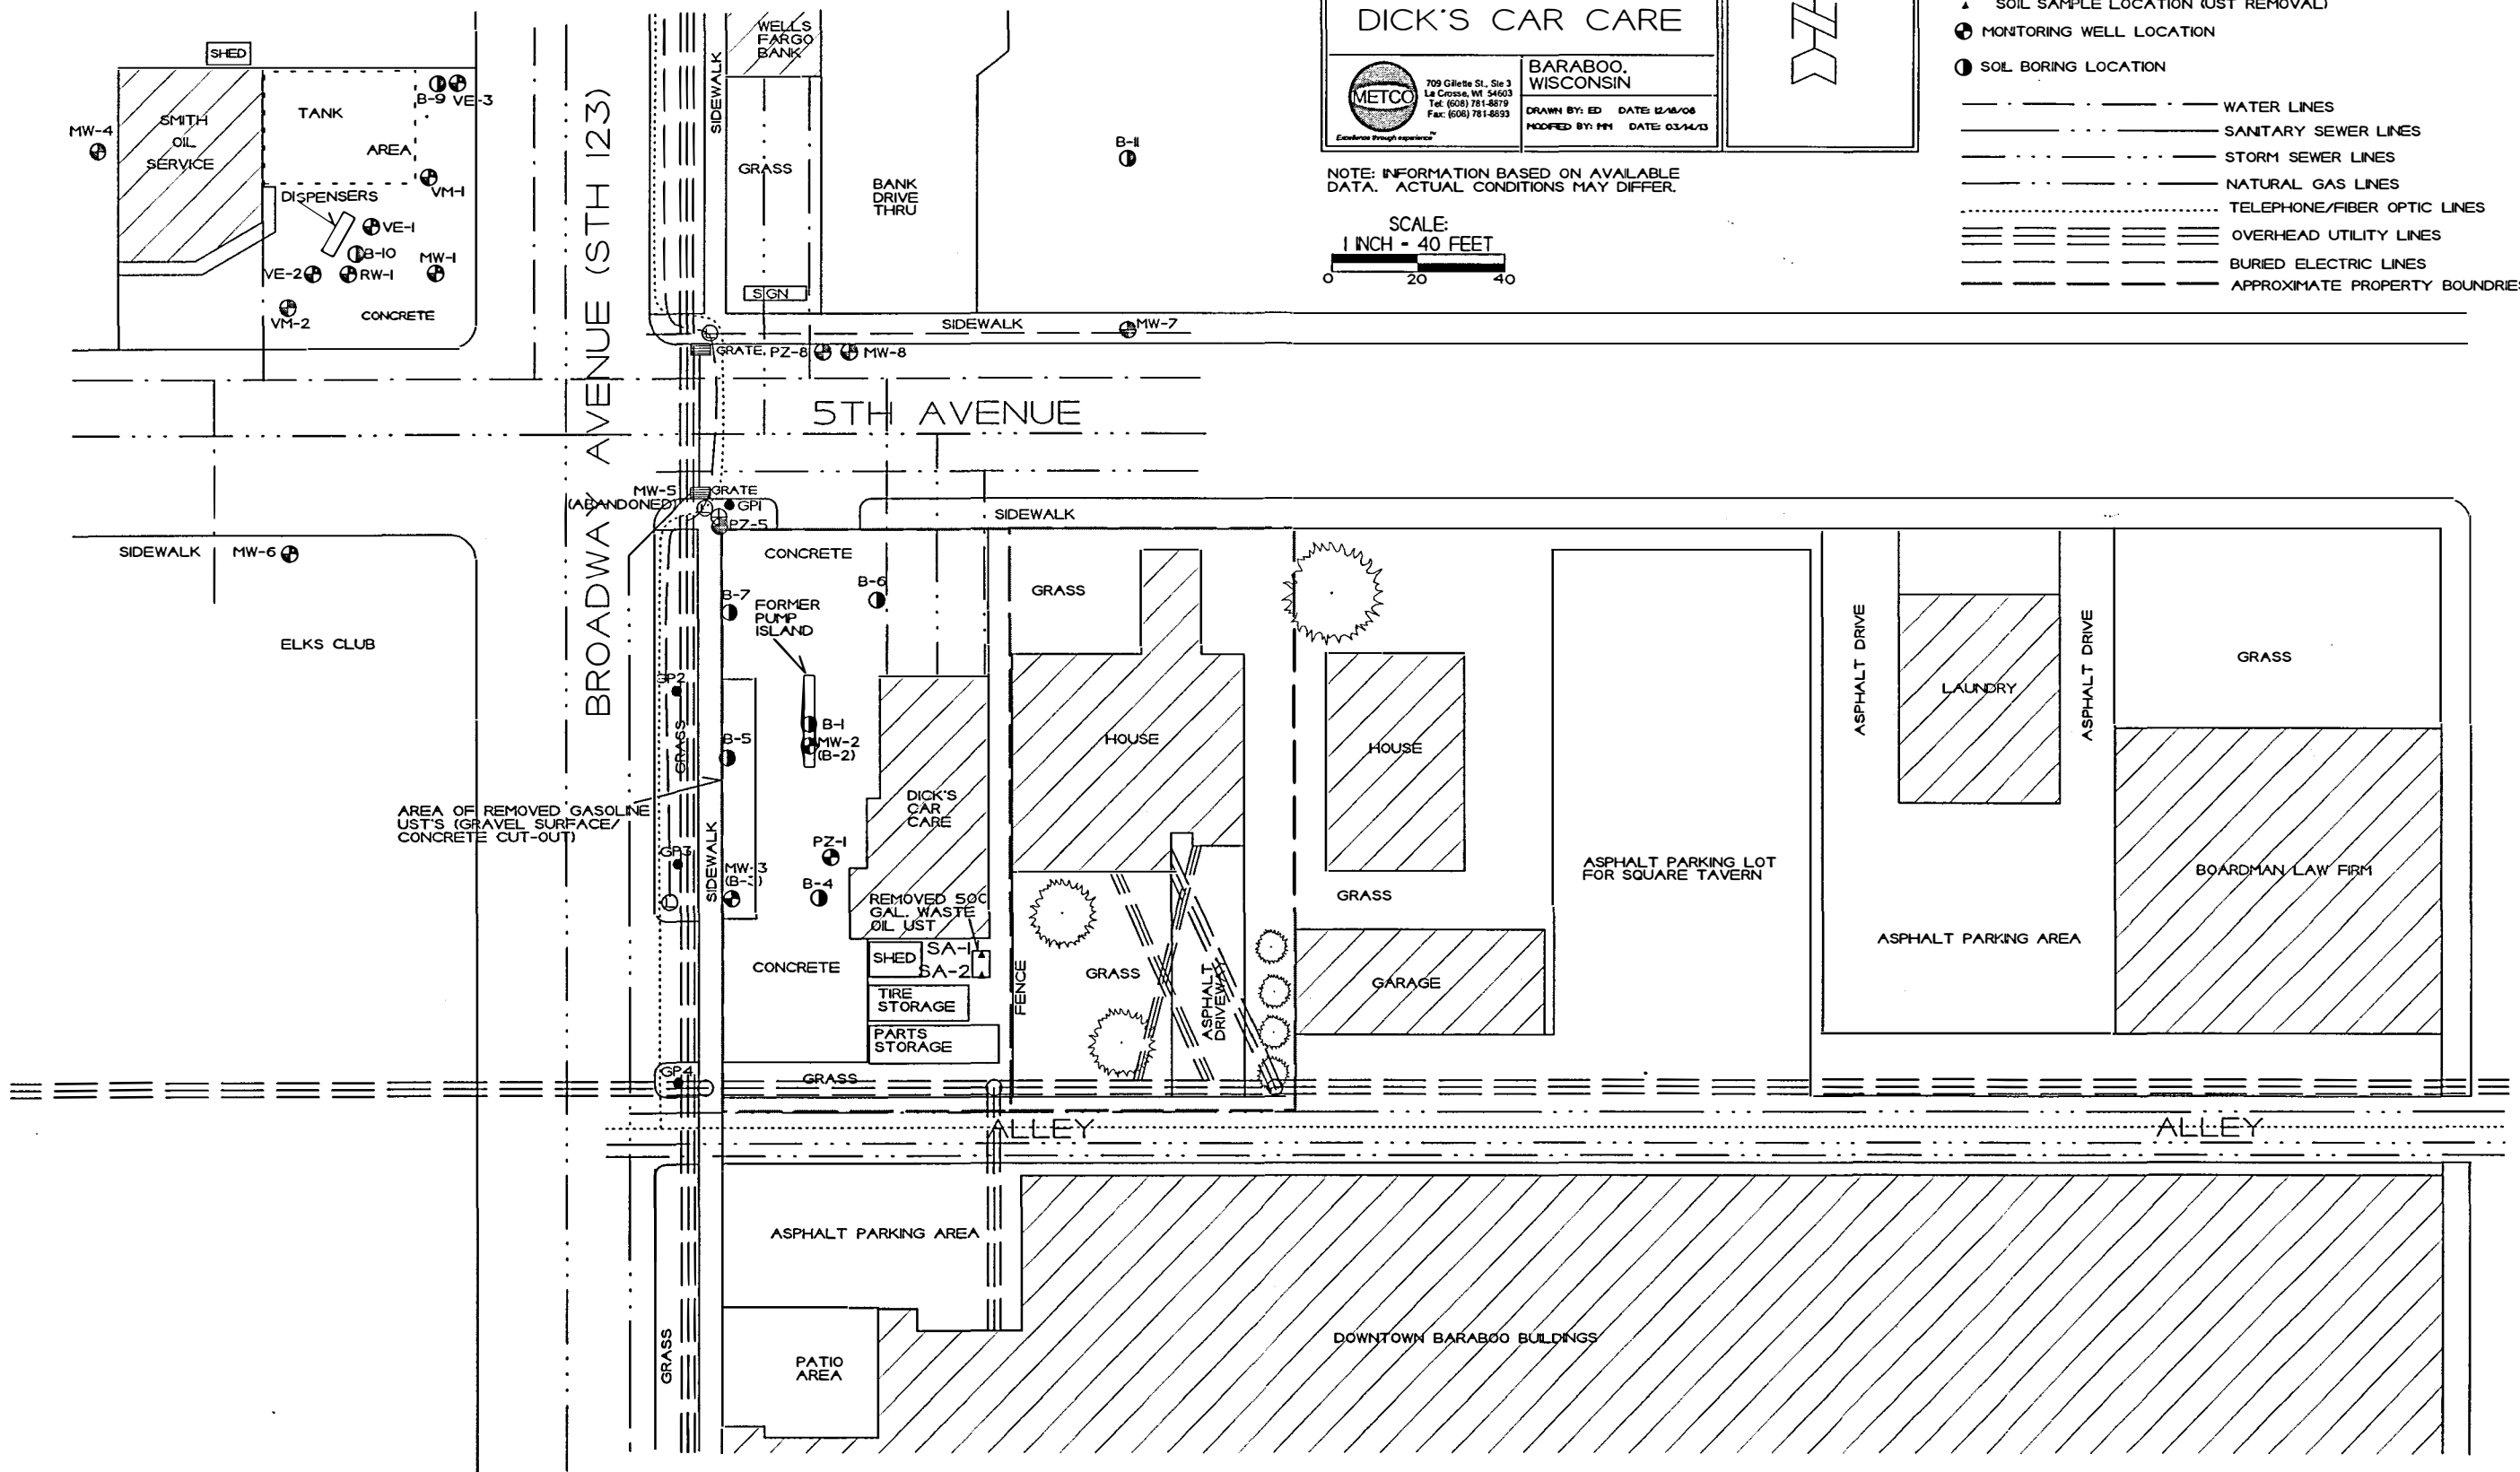 DICK'S CAR CARE
METCO
Excellence through experience™
709 Gillette St., Ste 3
La Crosse, WI 54603
Tel: (608) 781-8879
Fax: (608) 781-8893
BARABOO,
WISCONSIN
DRAWN BY: ED DATE: 12/18/08
MODIFIED BY: MM DATE: 03/14/13
SOIL SAMPLE LOCATION (UST REMOVAL)
MONITORING WELL LOCATION
SOIL BORING LOCATION
WATER LINES
SANITARY SEWER LINES
STORM SEWER LINES
NATURAL GAS LINES
TELEPHONE/FIBER OPTIC LINES
OVERHEAD UTILITY LINES
BURIED ELECTRIC LINES
APPROXIMATE PROPERTY BOUNDRIES
NOTE: INFORMATION BASED ON AVAILABLE
DATA. ACTUAL CONDITIONS MAY DIFFER.
SCALE:
1 INCH = 40 FEET
0 20 40
SHED
SMITH
OIL
SERVICE
TANK
AREA
B-9 VE-3
MW-4
VM-1
DISPENSERS
VE-1
B-10
MW-1
VE-2
RW-1
VM-2
CONCRETE
BROADWAY AVENUE (STH 123)
SIDEWALK
WELLS
FARGO
BANK
GRASS
BANK
DRIVE
THRU
SIGN
B-11
SIDEWALK
MW-7
GRATE
PZ-8
MW-8
5TH AVENUE
MW-5
(ABANDONED)
GRATE
GP1
PZ-5
SIDEWALK
SIDEWALK
MW-6
ELKS CLUB
CONCRETE
B-7
B-6
FORMER
PUMP
ISLAND
GP2
GRASS
B-5
B-1
MW-2
(B-2)
AREA OF REMOVED GASOLINE
UST'S (GRAVEL SURFACE/
CONCRETE CUT-OUT)
DICK'S
CAR
CARE
PZ-1
GP3
SIDEWALK
MW-3
(B-3)
B-4
REMOVED 500
GAL. WASTE
OIL UST
SHED
SA-1
SA-2
CONCRETE
TIRE
STORAGE
PARTS
STORAGE
GP4
GRASS
FENCE
GRASS
HOUSE
GRASS
ASPHALT
DRIVEWAY
HOUSE
GRASS
GARAGE
ASPHALT PARKING LOT
FOR SQUARE TAVERN
ASPHALT DRIVE
LAUNDRY
ASPHALT DRIVE
GRASS
BOARDMAN LAW FIRM
ASPHALT PARKING AREA
ALLEY
ALLEY
ASPHALT PARKING AREA
GRASS
PATIO
AREA
DOWNTOWN BARABOO BUILDINGS